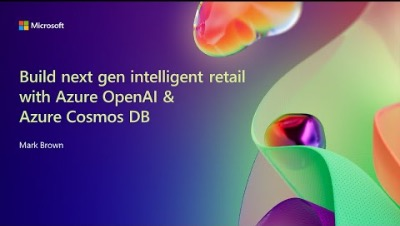 Microsoft
Build next gen intelligent retail
with Azure OpenAI &
Azure Cosmos DB
Mark Brown